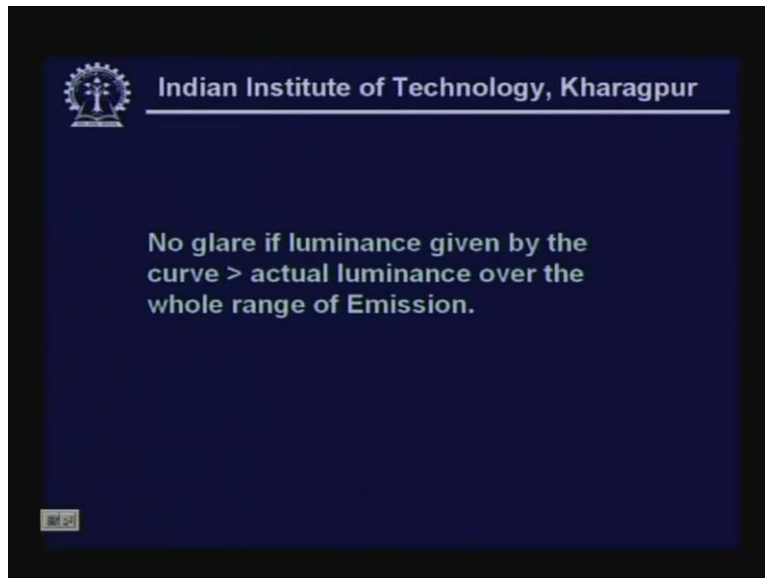 Indian Institute of Technology, Kharagpur
No glare if luminance given by the
curve > actual luminance over the
whole range of Emission.